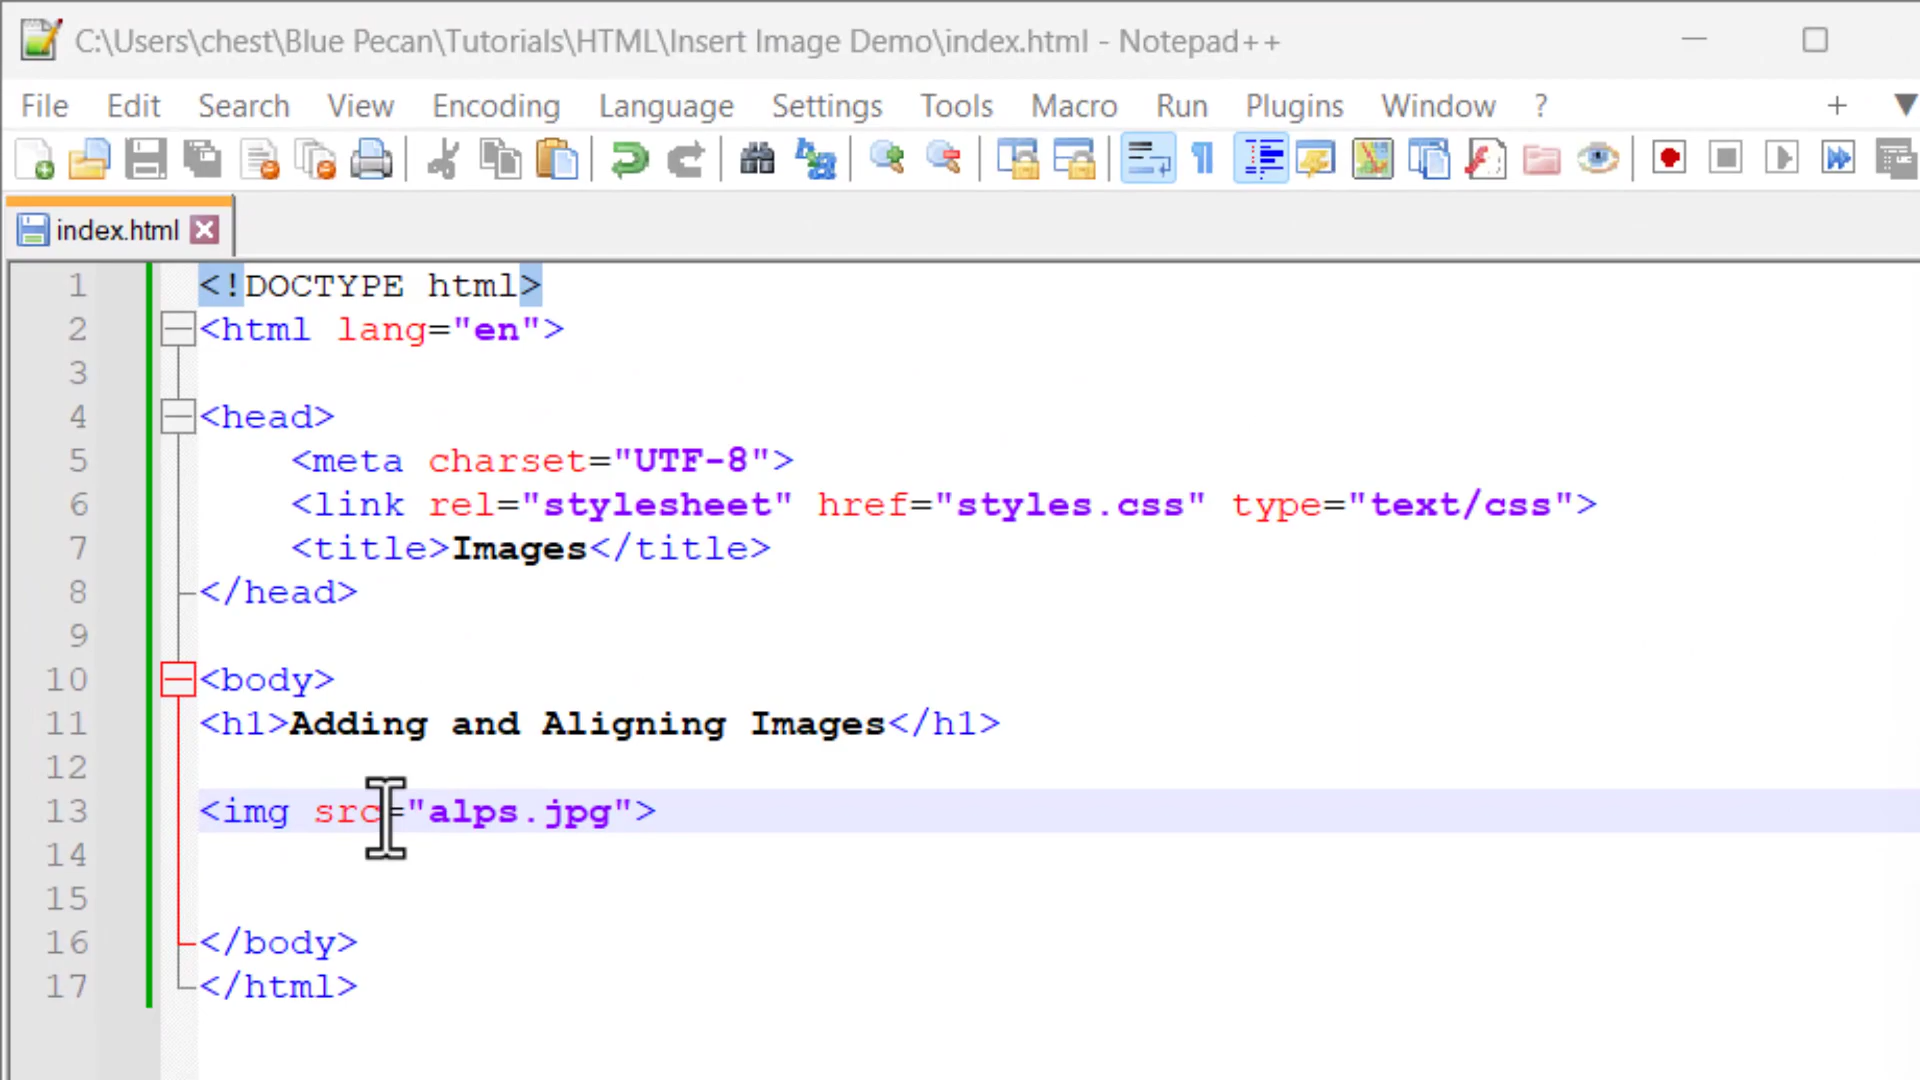 C:\Users\chest\Blue Pecan\Tutorials\HTML\Insert Image Demo\index.html - Notepad++
File Edit Search View Encoding Language Settings Tools Macro Run Plugins Window ? + ▼
index.html
1 <!DOCTYPE html>
2 <html lang="en">
3
4 <head>
5 <meta charset="UTF-8">
6 <link rel="stylesheet" href="styles.css" type="text/css">
7 <title>Images</title>
8 </head>
9
10 <body>
11 <h1>Adding and Aligning Images</h1>
12
13 <img src="alps.jpg">
14
15
16 </body>
17 </html>